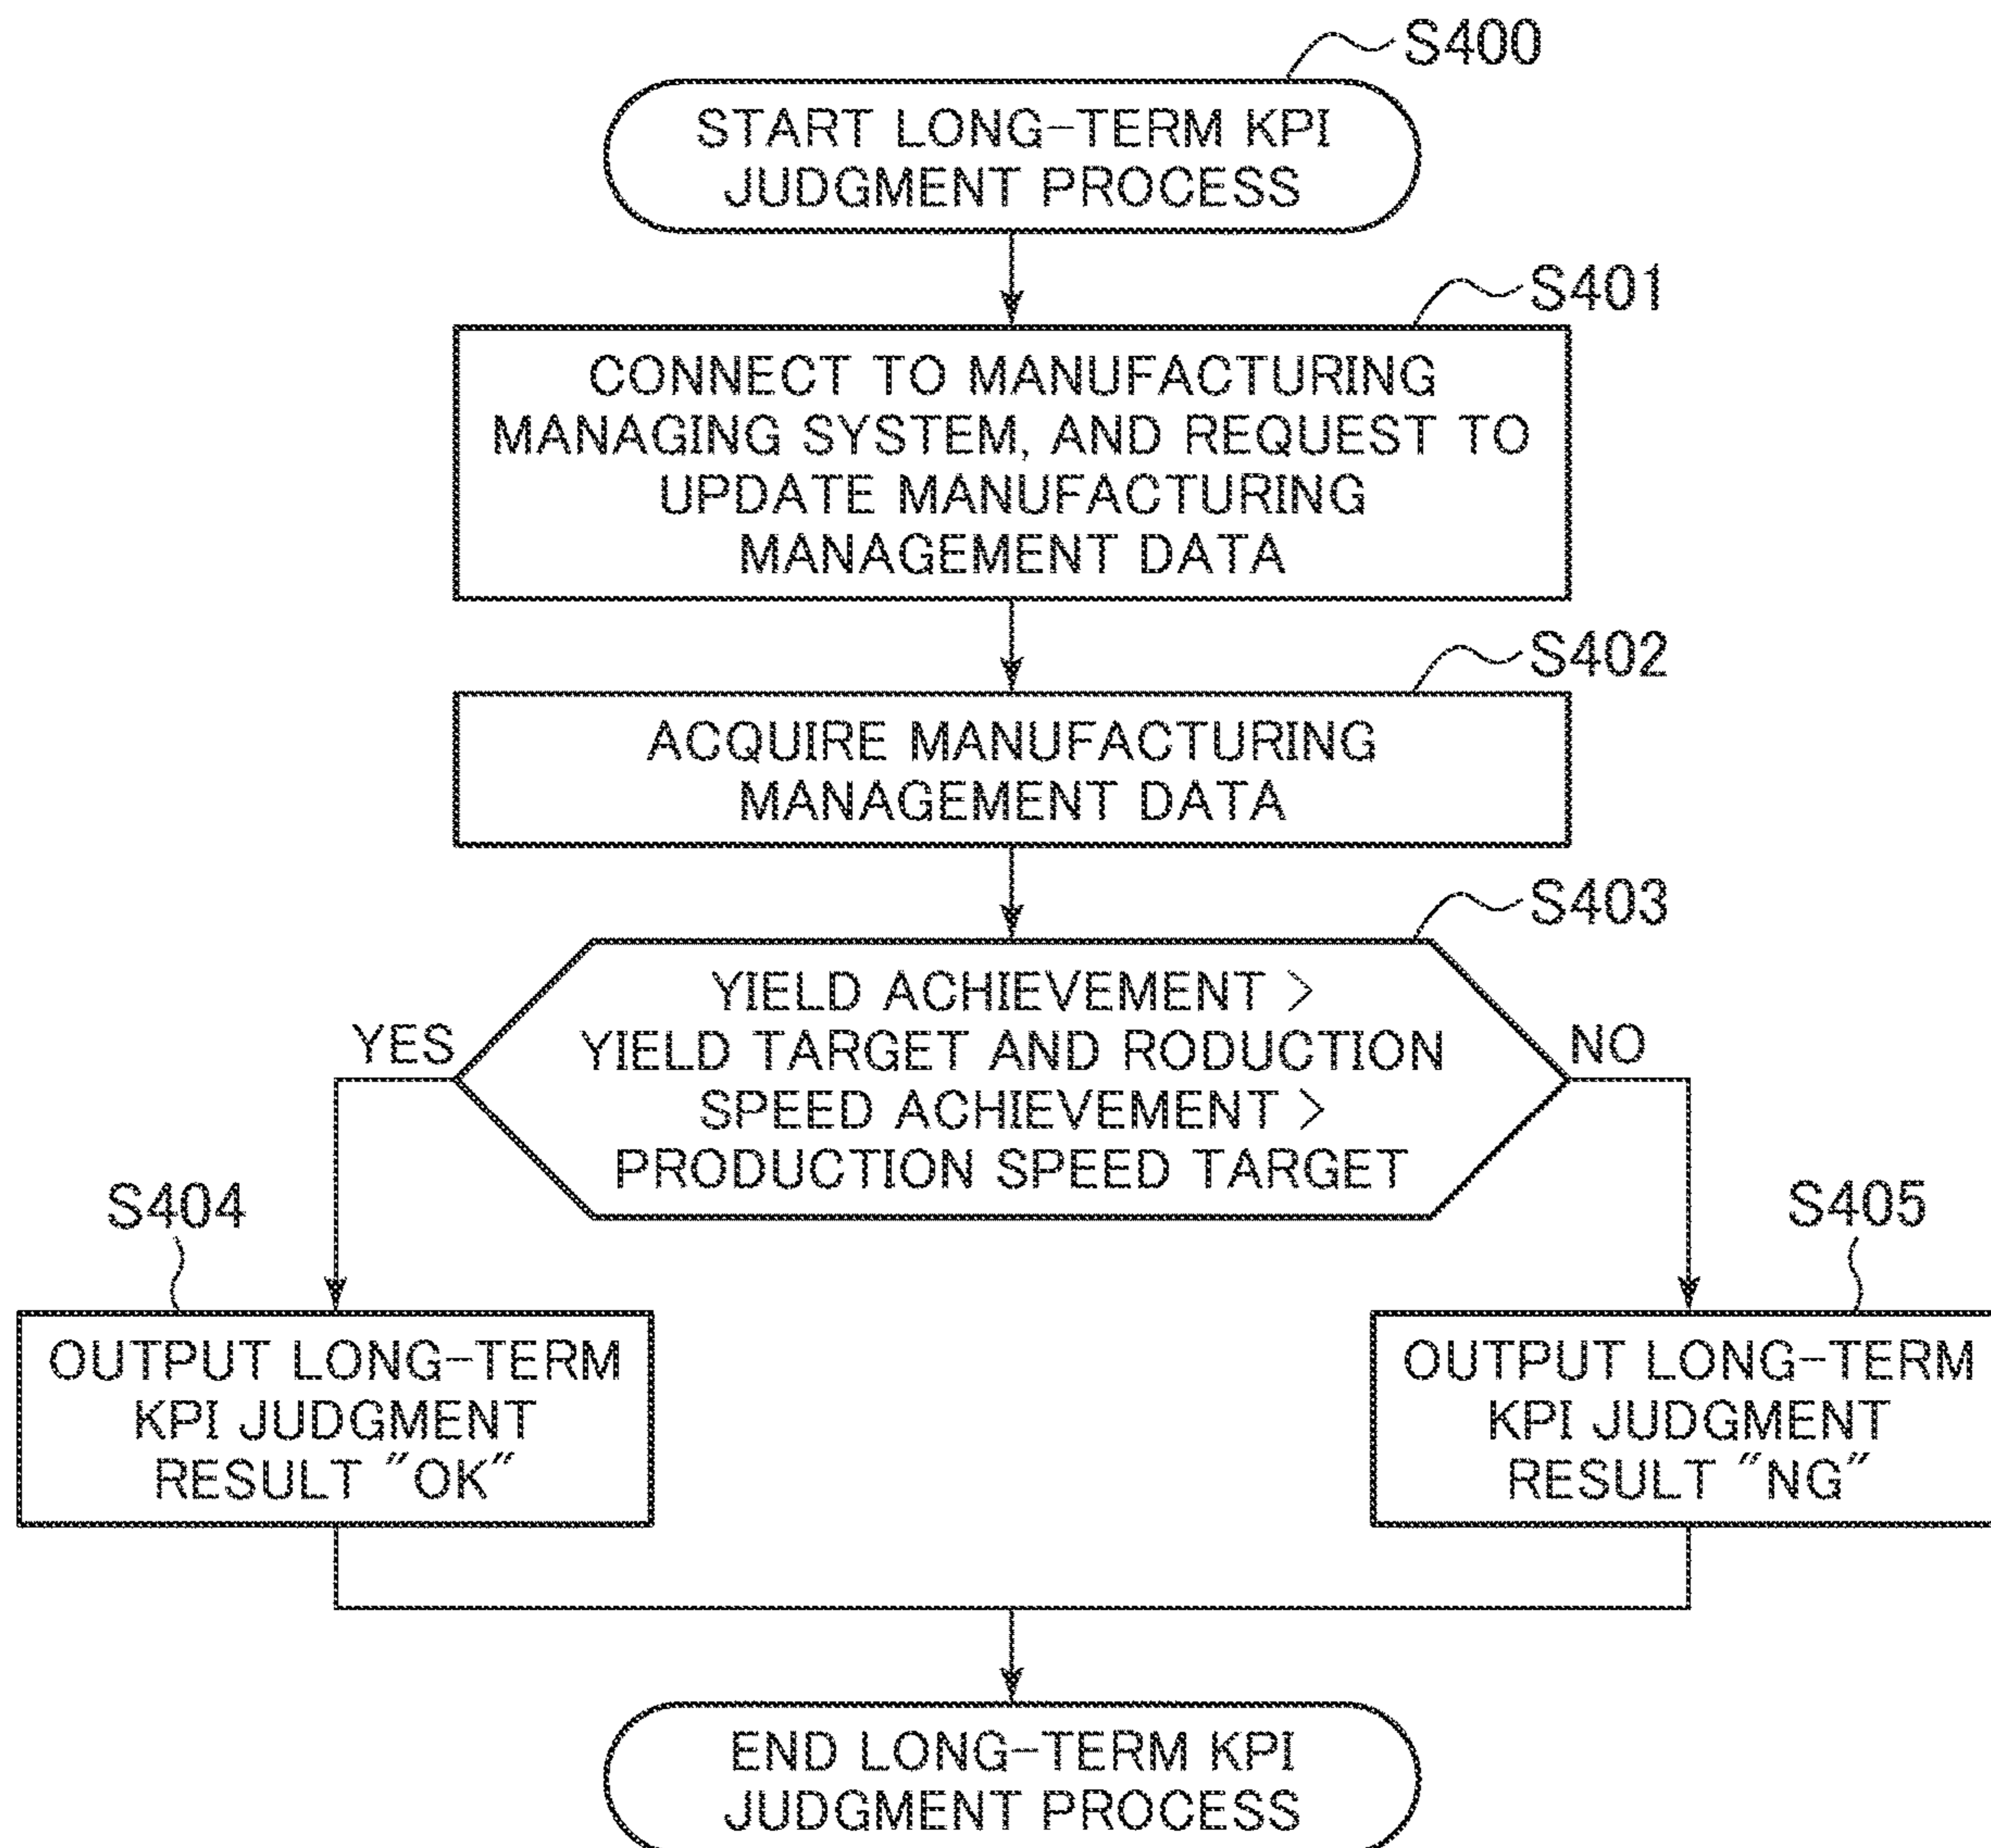 S400
START LONG-TERM KPI
JUDGMENT PROCESS
S401
CONNECT TO MANUFACTURING
MANAGING SYSTEM, AND REQUEST TO
UPDATE MANUFACTURING
MANAGEMENT DATA
S402
ACQUIRE MANUFACTURING
MANAGEMENT DATA
S403
YIELD ACHIEVEMENT >
YIELD TARGET AND RODUCTION
SPEED ACHIEVEMENT >
PRODUCTION SPEED TARGET
YES
NO
S404
OUTPUT LONG-TERM
KPI JUDGMENT
RESULT "OK"
S405
OUTPUT LONG-TERM
KPI JUDGMENT
RESULT "NG"
END LONG-TERM KPI
JUDGMENT PROCESS